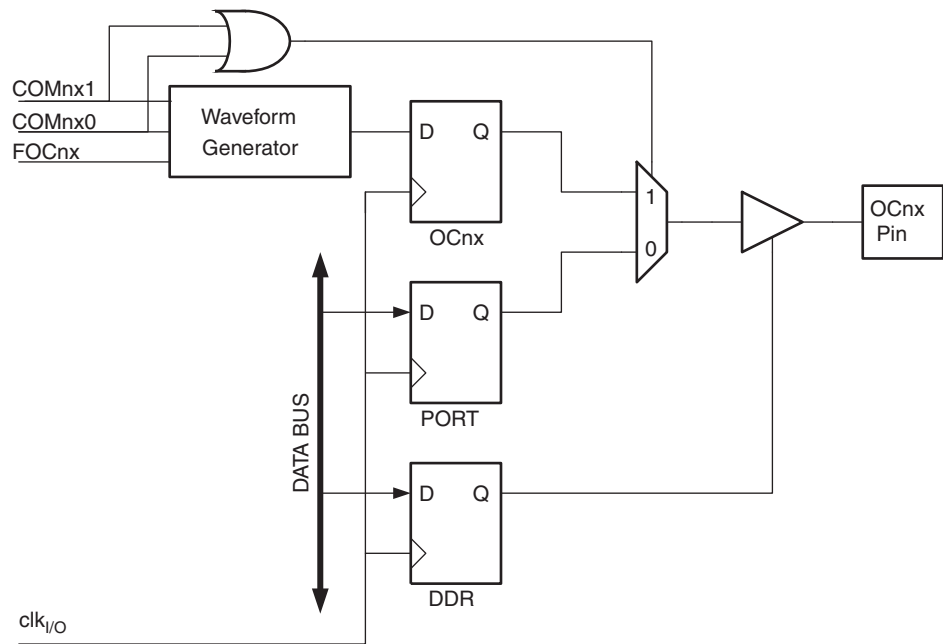 COMnx1
COMnx0
FOCnx
Waveform
Generator
D Q
OCnx
1
0
OCnx
Pin
D Q
PORT
DATA BUS
D Q
DDR
clkI/O